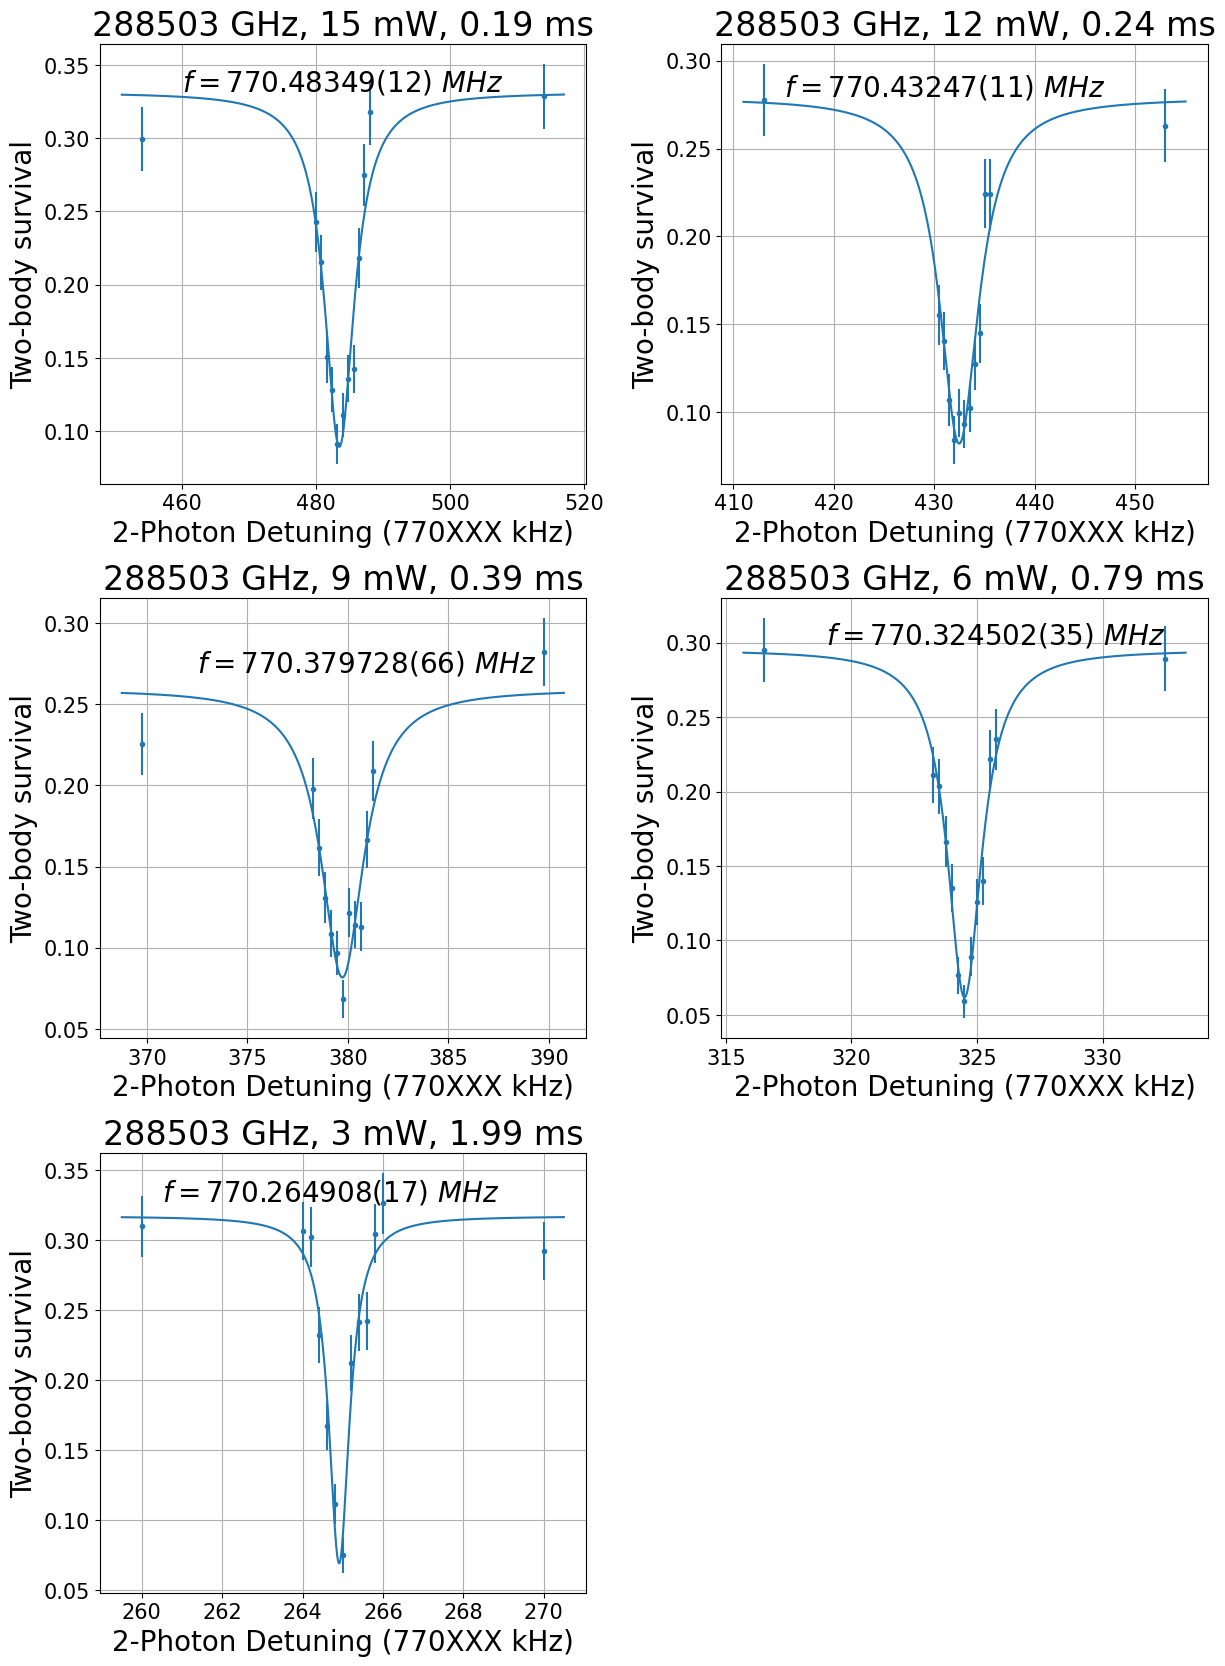 288503 GHz, 15 mW, 0.19 ms
f = 770.48349(12) MHz
0.35
0.30
0.25
0.20
0.15
0.10
Two-body survival
460 480 500 520
2-Photon Detuning (770XXX kHz)
288503 GHz, 12 mW, 0.24 ms
f = 770.43247(11) MHz
0.30
0.25
0.20
0.15
0.10
Two-body survival
410 420 430 440 450
2-Photon Detuning (770XXX kHz)
288503 GHz, 9 mW, 0.39 ms
f = 770.379728(66) MHz
0.30
0.25
0.20
0.15
0.10
0.05
Two-body survival
370 375 380 385 390
2-Photon Detuning (770XXX kHz)
288503 GHz, 6 mW, 0.79 ms
f = 770.324502(35) MHz
0.30
0.25
0.20
0.15
0.10
0.05
Two-body survival
315 320 325 330
2-Photon Detuning (770XXX kHz)
288503 GHz, 3 mW, 1.99 ms
f = 770.264908(17) MHz
0.35
0.30
0.25
0.20
0.15
0.10
0.05
Two-body survival
260 262 264 266 268 270
2-Photon Detuning (770XXX kHz)